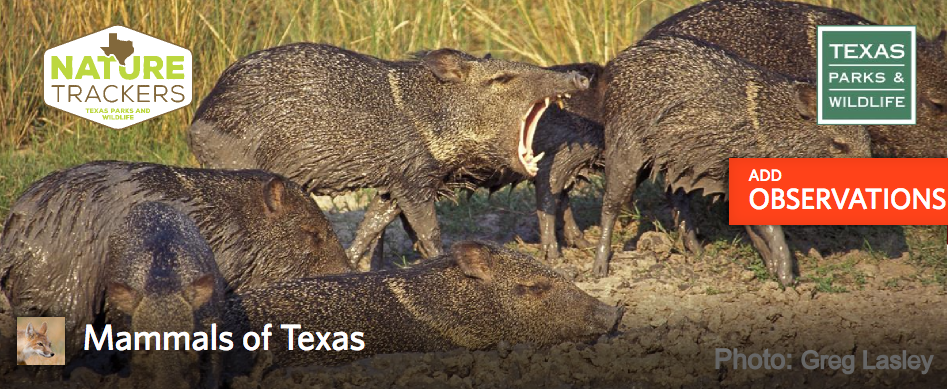 NATURE
TRACKERS
TEXAS PARKS AND
WILDLIFE
TEXAS
PARKS &
WILDLIFE
ADD
OBSERVATIONS
Mammals of Texas
Photo: Greg Lasley